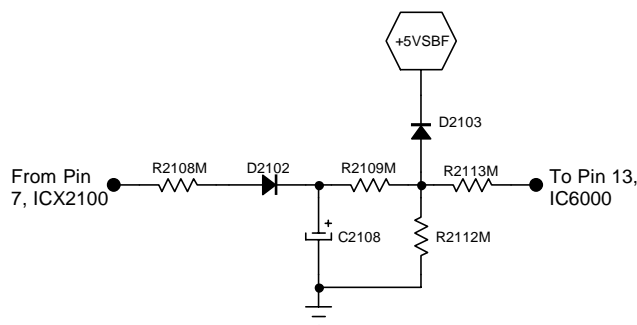 +5VSBF
D2103
R2108M
D2102
R2109M
R2113M
From Pin
7, ICX2100
To Pin 13,
IC6000
+
C2108
R2112M